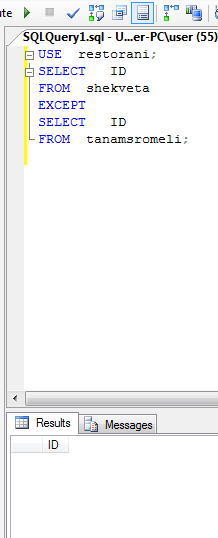 ute
SQLQuery1.sql - U...er-PC\user (55)
USE restorani;
SELECT ID
FROM shekveta
EXCEPT
SELECT ID
FROM tanamsromeli;
Results Messages
ID